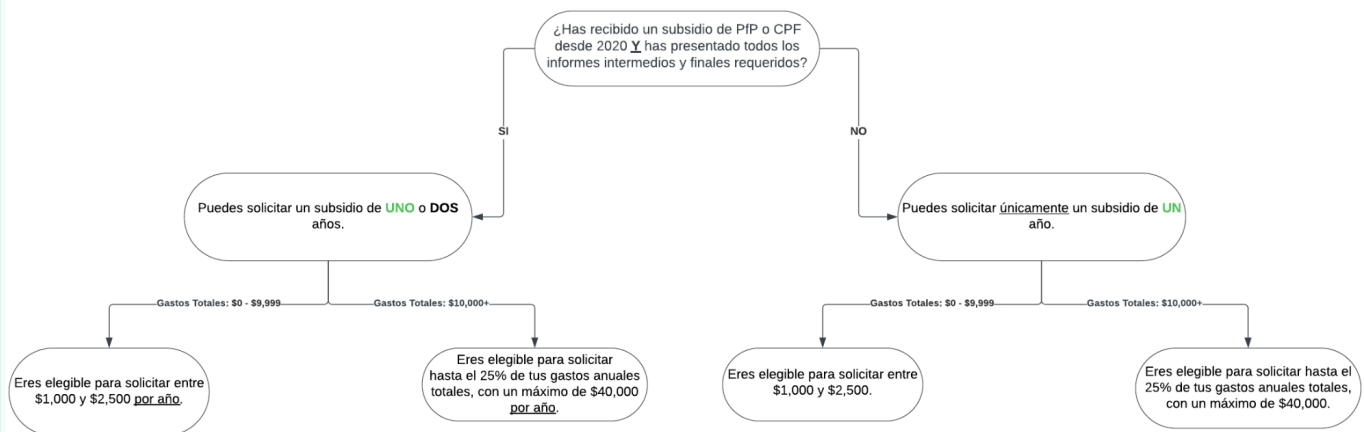 ¿Has recibido un subsidio de PfP o CPF
desde 2020 Y has presentado todos los
informes intermedios y finales requeridos?
SI
NO
Puedes solicitar un subsidio de UNO o DOS
años.
Puedes solicitar únicamente un subsidio de UN
año.
Gastos Totales: $0 - $9,999
Gastos Totales: $10,000+
Gastos Totales: $0 - $9,999
Gastos Totales: $10,000+
Eres elegible para solicitar entre
$1,000 y $2,500 por año.
Eres elegible para solicitar
hasta el 25% de tus gastos anuales
totales, con un máximo de $40,000
por año.
Eres elegible para solicitar entre
$1,000 y $2,500.
Eres elegible para solicitar hasta el
25% de tus gastos anuales totales,
con un máximo de $40,000.